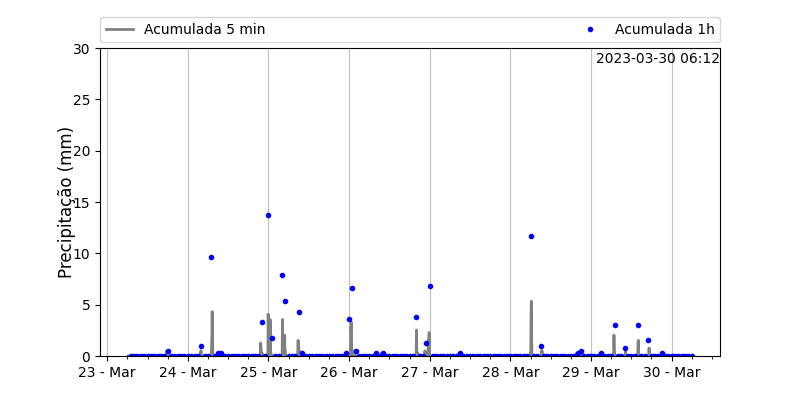 Acumulada 5 min
Acumulada 1h
2023-03-30 06:12
Precipitação (mm)
30
25
20
15
10
5
0
23 - Mar
24 - Mar
25 - Mar
26 - Mar
27 - Mar
28 - Mar
29 - Mar
30 - Mar